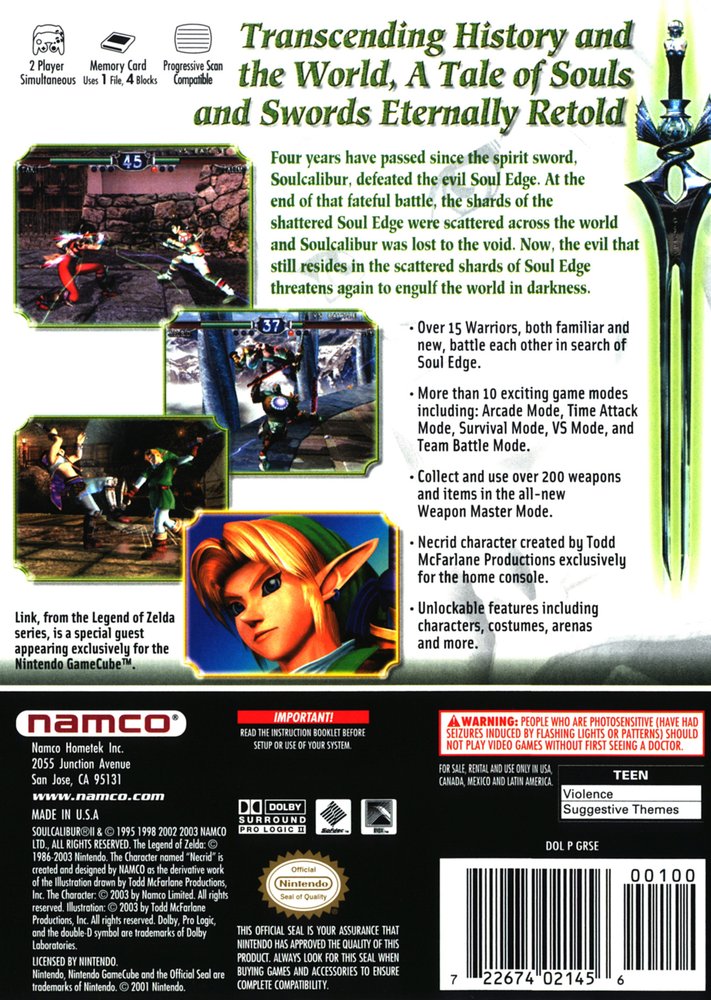 2 Player
Simultaneous
Memory Card
Uses 1 File, 4 Blocks
Progressive Scan
Compatible
Transcending History and
the World, A Tale of Souls
and Swords Eternally Retold
45
Four years have passed since the spirit sword,
Soulcalibur, defeated the evil Soul Edge. At the
end of that fateful battle, the shards of the
shattered Soul Edge were scattered across the world
and Soulcalibur was lost to the void. Now, the evil that
still resides in the scattered shards of Soul Edge
threatens again to engulf the world in darkness.
37
• Over 15 Warriors, both familiar and
new, battle each other in search of
Soul Edge.
• More than 10 exciting game modes
including: Arcade Mode, Time Attack
Mode, Survival Mode, VS Mode, and
Team Battle Mode.
• Collect and use over 200 weapons
and items in the all-new
Weapon Master Mode.
• Necrid character created by Todd
McFarlane Productions exclusively
for the home console.
• Unlockable features including
characters, costumes, arenas
and more.
Link, from the Legend of Zelda
series, is a special guest
appearing exclusively for the
Nintendo GameCube™.
namco®
Namco Hometek Inc.
2055 Junction Avenue
San Jose, CA 95131
www.namco.com
MADE IN U.S.A
SOULCALIBUR®II & © 1995 1998 2002 2003 NAMCO
LTD., ALL RIGHTS RESERVED. The Legend of Zelda: ©
1986-2003 Nintendo. The Character named "Necrid" is
created and designed by NAMCO as the derivative work
of the Illustration drawn by Todd McFarlane Productions,
Inc. The Character: © 2003 by Namco Limited. All rights
reserved. Illustration: © 2003 by Todd McFarlane
Productions, Inc. All rights reserved. Dolby, Pro Logic,
and the double-D symbol are trademarks of Dolby
Laboratories.
LICENSED BY NINTENDO.
Nintendo, Nintendo GameCube and the Official Seal are
trademarks of Nintendo. © 2001 Nintendo.
IMPORTANT!
READ THE INSTRUCTION BOOKLET BEFORE
SETUP OR USE OF YOUR SYSTEM.
DOLBY
SURROUND
PRO LOGIC II
Official
Nintendo
Seal of Quality
THIS OFFICIAL SEAL IS YOUR ASSURANCE THAT
NINTENDO HAS APPROVED THE QUALITY OF THIS
PRODUCT. ALWAYS LOOK FOR THIS SEAL WHEN
BUYING GAMES AND ACCESSORIES TO ENSURE
COMPLETE COMPATIBILITY.
WARNING: PEOPLE WHO ARE PHOTOSENSITIVE (HAVE HAD
SEIZURES INDUCED BY FLASHING LIGHTS OR PATTERNS) SHOULD
NOT PLAY VIDEO GAMES WITHOUT FIRST SEEING A DOCTOR.
FOR SALE, RENTAL AND USE ONLY IN USA,
CANADA, MEXICO AND LATIN AMERICA.
TEEN
Violence
Suggestive Themes
DOL P GRSE
00100
7 22674 02145 6